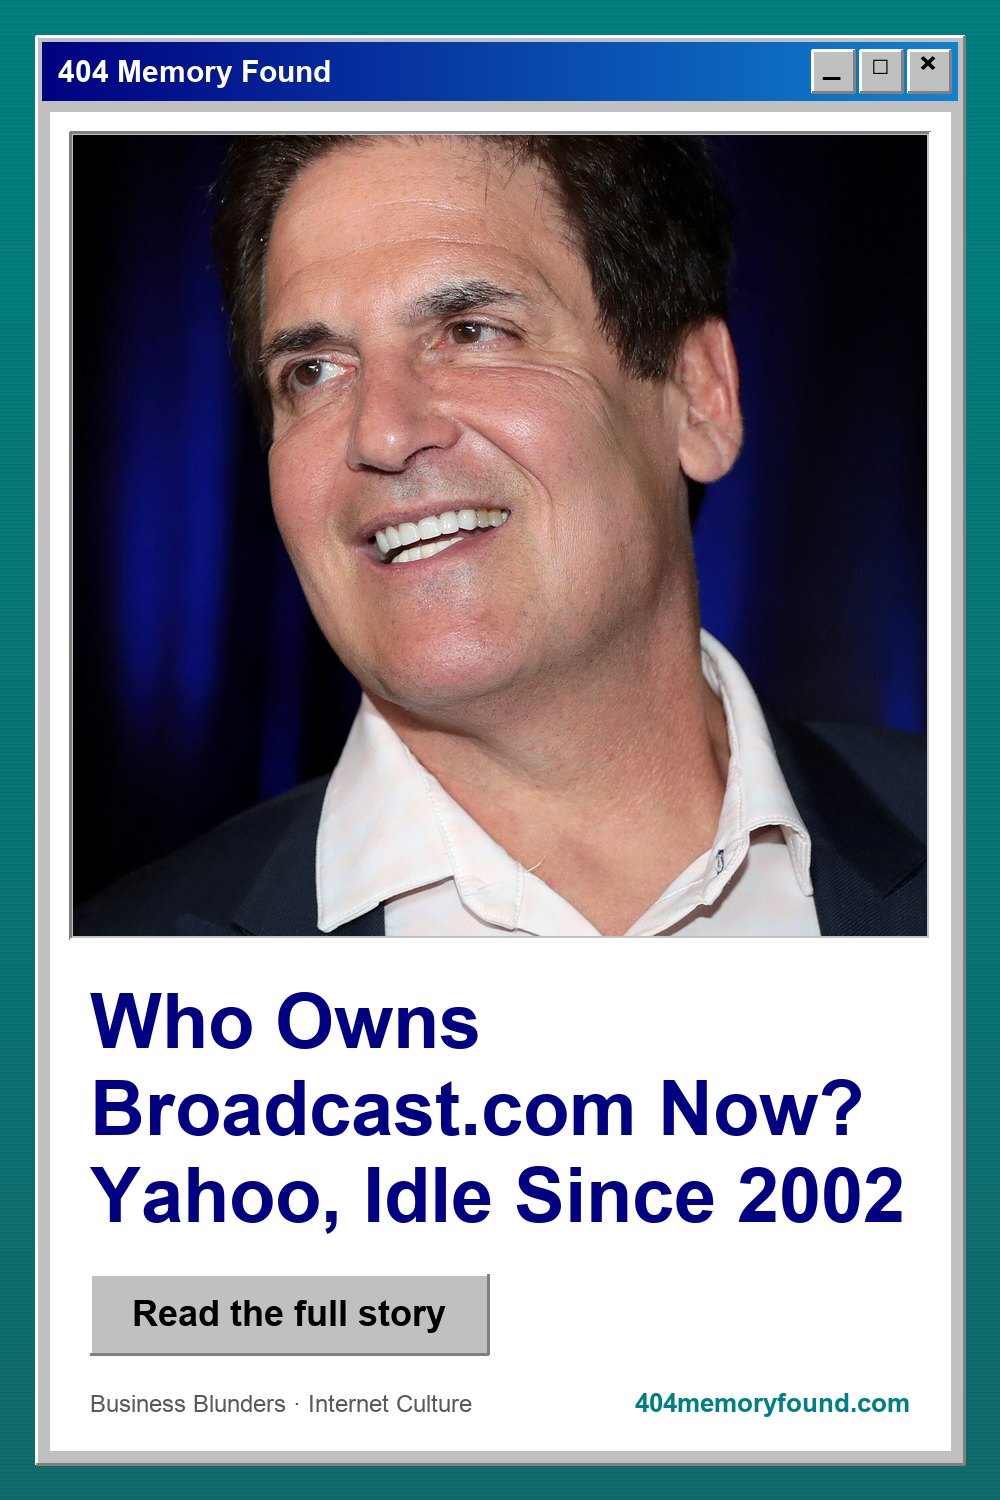 404 Memory Found
Who Owns
Broadcast.com Now?
Yahoo, Idle Since 2002
Read the full story
Business Blunders · Internet Culture
404memoryfound.com